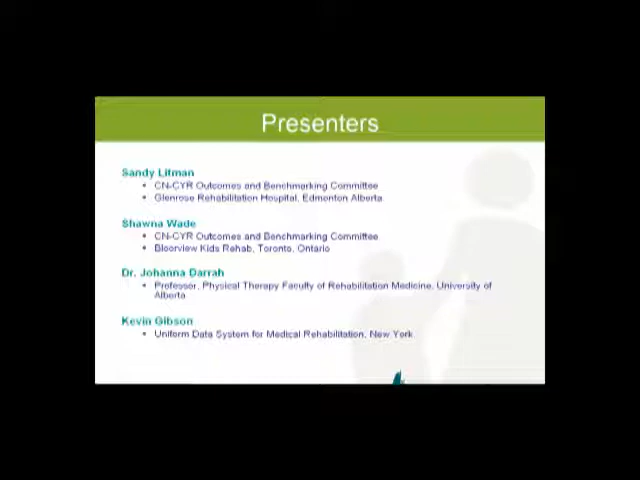 Presenters
Sandy Litman
• CN-CYR Outcomes and Benchmarking Committee
• Glenrose Rehabilitation Hospital, Edmonton Alberta
Shawna Wade
• CN-CYR Outcomes and Benchmarking Committee
• Bloorview Kids Rehab, Toronto, Ontario
Dr. Johanna Darrah
• Professor, Physical Therapy Faculty of Rehabilitation Medicine, University of
Alberta
Kevin Gibson
• Uniform Data System for Medical Rehabilitation, New York